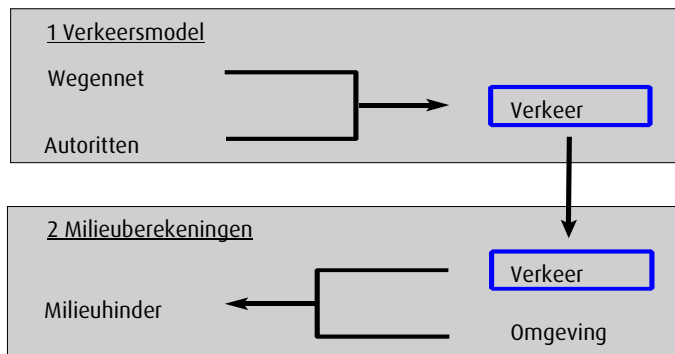 1 Verkeersmodel
Wegennet
Verkeer
Autoritten
2 Milieuberekeningen
Verkeer
Milieuhinder
Omgeving